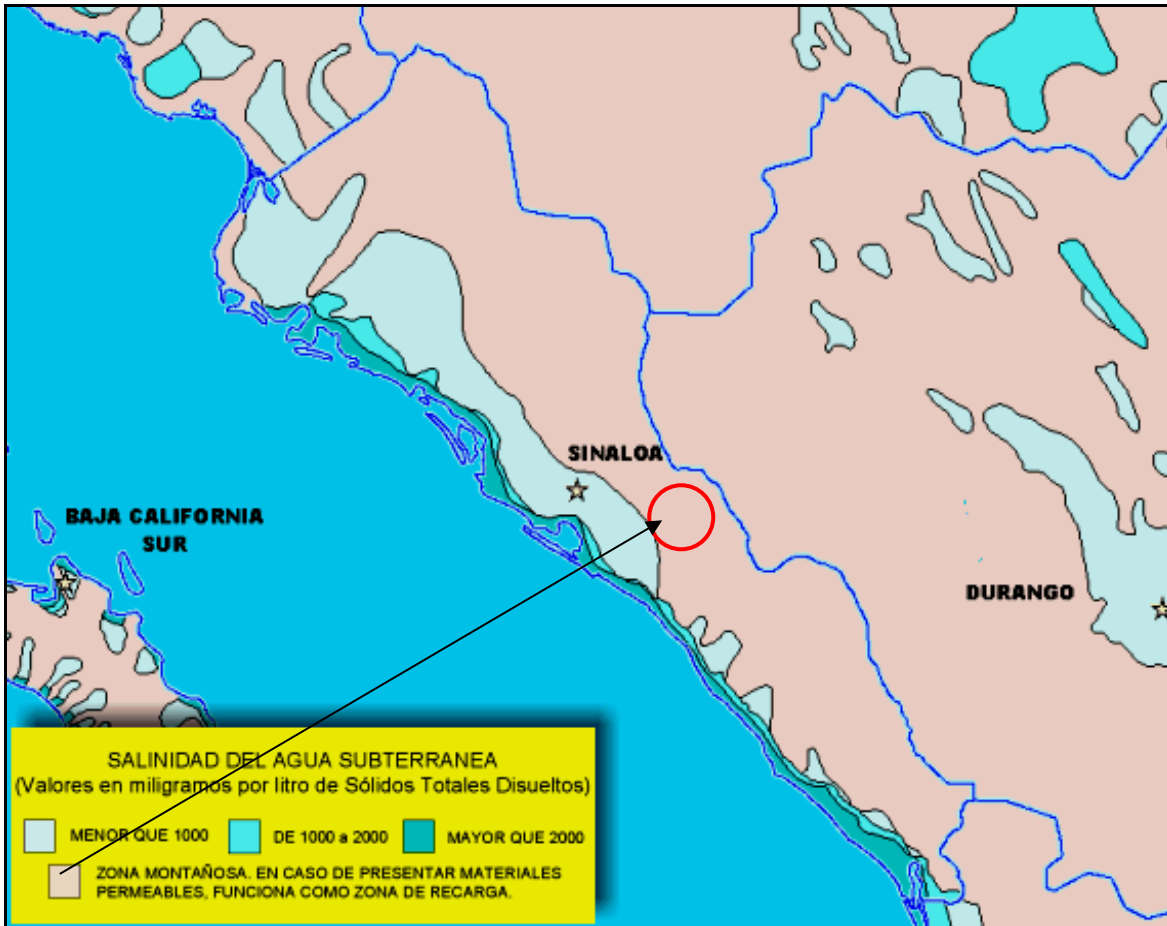 SINALOA
BAJA CALIFORNIA
SUR
DURANGO
SALINIDAD DEL AGUA SUBTERRANEA
(Valores en miligramos por litro de Sólidos Totales Disueltos)
MENOR QUE 1000 DE 1000 a 2000 MAYOR QUE 2000
ZONA MONTAÑOSA. EN CASO DE PRESENTAR MATERIALES
PERMEABLES, FUNCIONA COMO ZONA DE RECARGA.